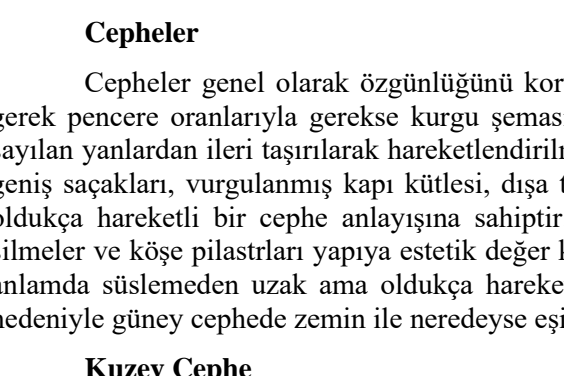 Cepheler
Cepheler genel olarak özgünlüğünü kor
gerek pencere oranlarıyla gerekse kurgu şemas
sayılan yanlardan ileri taşırılarak hareketlendiril
geniş saçakları, vurgulanmış kapı kütlesi, dışa t
oldukça hareketli bir cephe anlayışına sahiptir
silmeler ve köşe pilastrları yapıya estetik değer k
anlamda süslemeden uzak ama oldukça hareke
nedeniyle güney cephede zemin ile neredeyse eşi
Kuzey Cephe